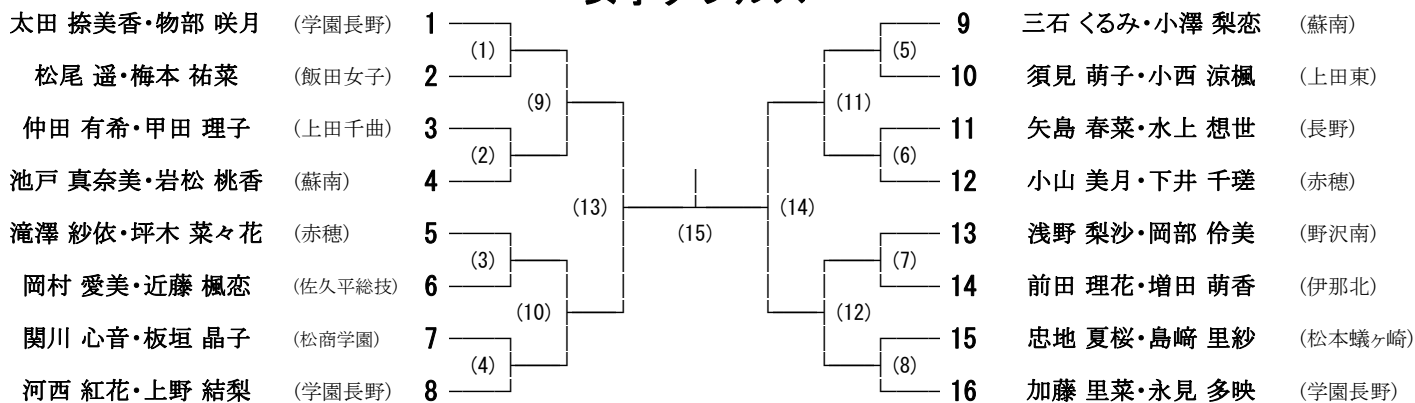 太田 捺美香・物部 咲月 (学園長野) 1
松尾 遥・梅本 祐菜 (飯田女子) 2
仲田 有希・甲田 理子 (上田千曲) 3
池戸 真奈美・岩松 桃香 (蘇南) 4
滝澤 紗依・坪木 菜々花 (赤穂) 5
岡村 愛美・近藤 楓恋 (佐久平総技) 6
関川 心音・板垣 晶子 (松商学園) 7
河西 紅花・上野 結梨 (学園長野) 8
(1)
(2)
(3)
(4)
(9)
(10)
(13)
(15)
(14)
(11)
(12)
(5)
(6)
(7)
(8)
9 三石 くるみ・小澤 梨恋 (蘇南)
10 須見 萌子・小西 涼楓 (上田東)
11 矢島 春菜・水上 想世 (長野)
12 小山 美月・下井 千瑳 (赤穂)
13 浅野 梨沙・岡部 伶美 (野沢南)
14 前田 理花・増田 萌香 (伊那北)
15 忠地 夏桜・島﨑 里紗 (松本蟻ヶ崎)
16 加藤 里菜・永見 多映 (学園長野)